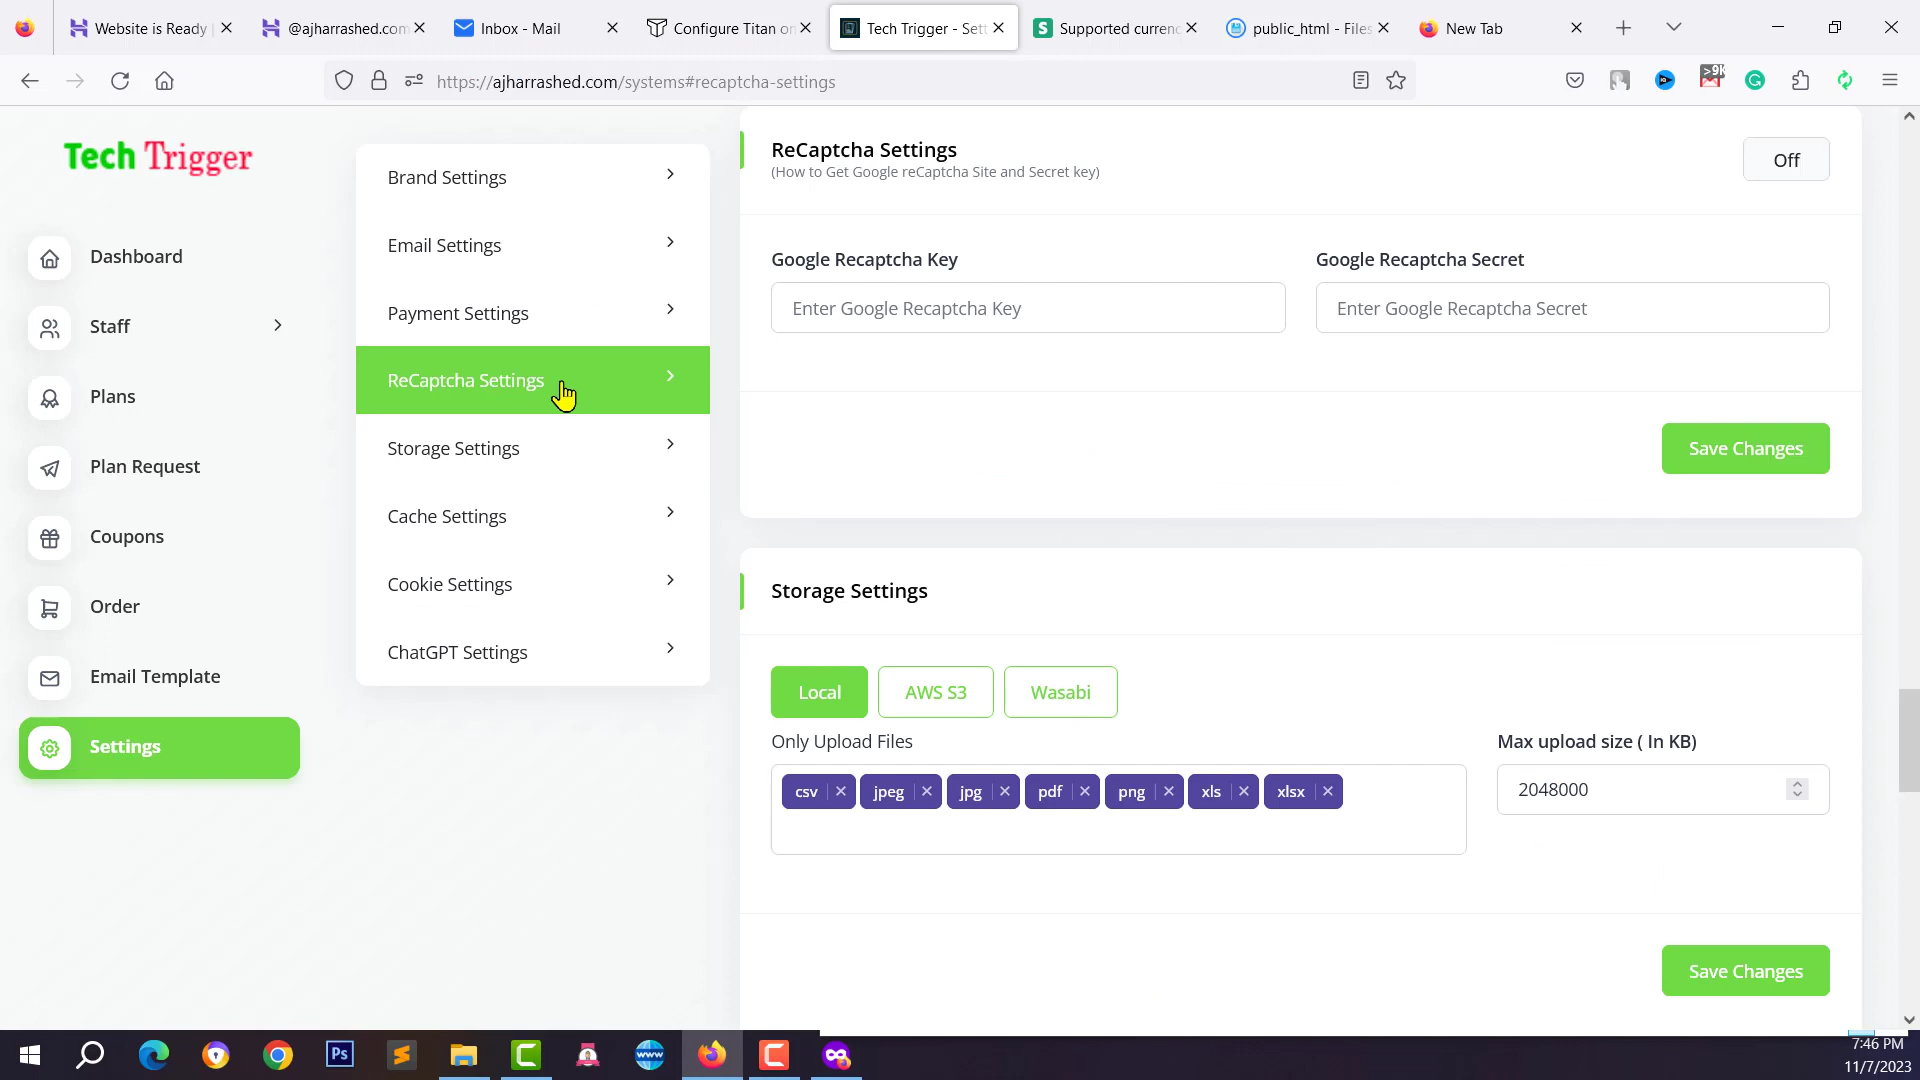 Website is Ready
@ajharrashed.com
Inbox - Mail
Configure Titan on
Tech Trigger - Sett
Supported currenc
public_html - Files
New Tab
https://ajharrashed.com/systems#recaptcha-settings
>9K
Tech Trigger
Dashboard
Staff
Plans
Plan Request
Coupons
Order
Email Template
Settings
Brand Settings
Email Settings
Payment Settings
ReCaptcha Settings
Storage Settings
Cache Settings
Cookie Settings
ChatGPT Settings
ReCaptcha Settings
(How to Get Google reCaptcha Site and Secret key)
Off
Google Recaptcha Key
Enter Google Recaptcha Key
Google Recaptcha Secret
Enter Google Recaptcha Secret
Save Changes
Storage Settings
Local
AWS S3
Wasabi
Only Upload Files
csv
jpeg
jpg
pdf
png
xls
xlsx
Max upload size ( In KB)
2048000
Save Changes
Ps
www
7:46 PM
11/7/2023